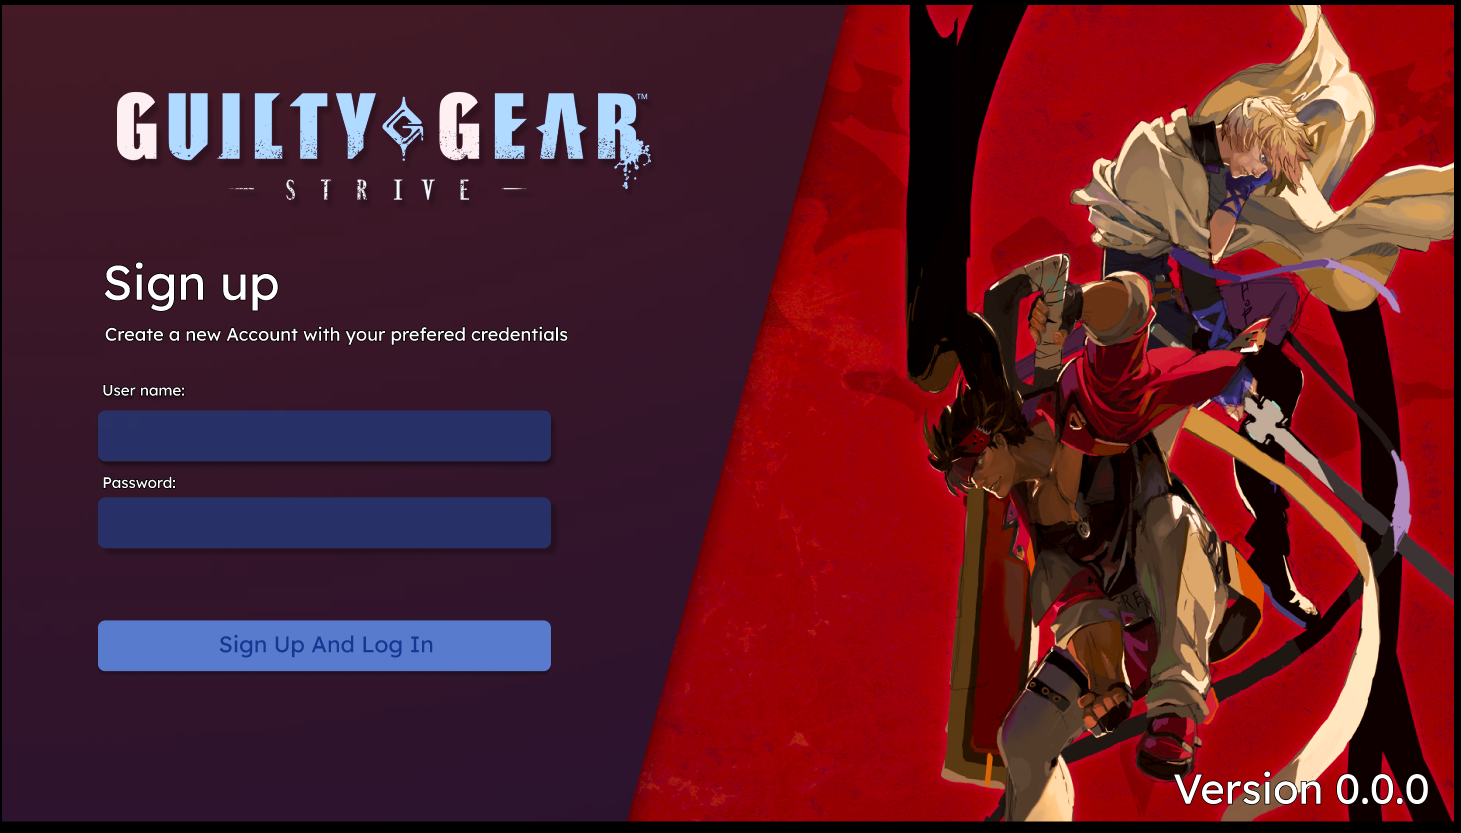 GUILTY GEAR™
STRIVE
Sign up
Create a new Account with your prefered credentials
User name:
Password:
Sign Up And Log In
Version 0.0.0